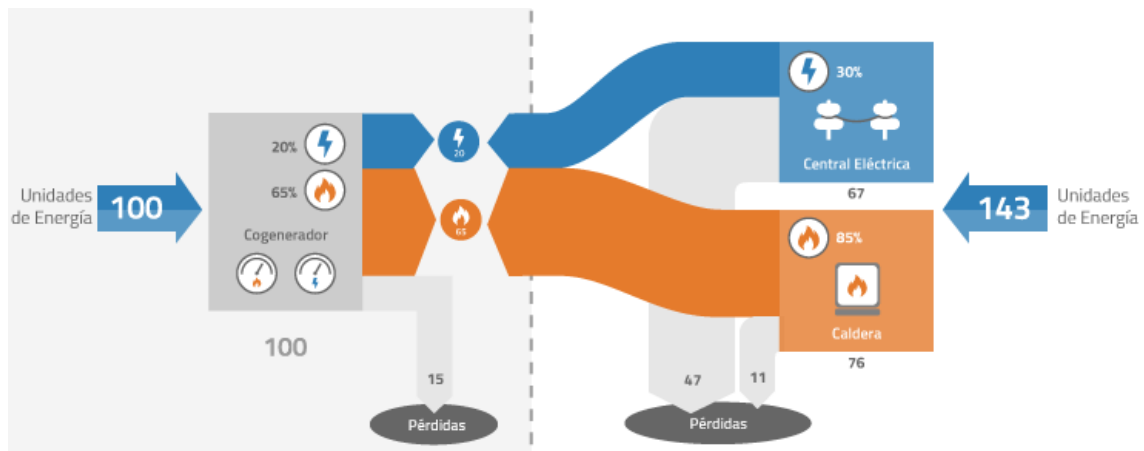 Unidades
de Energía
100
20%
65%
Cogenerador
100
20
65
15
Pérdidas
30%
Central Eléctrica
67
85%
Caldera
76
47
11
Pérdidas
143
Unidades
de Energía